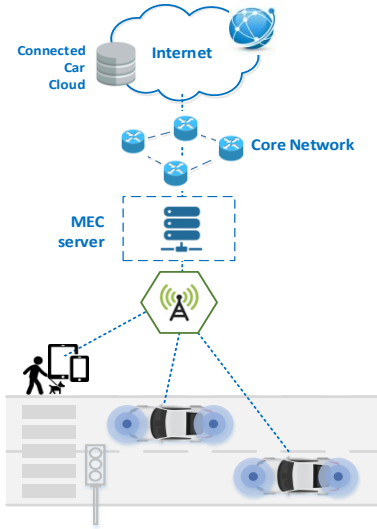 Connected
Car
Cloud
Internet
Core Network
MEC
server